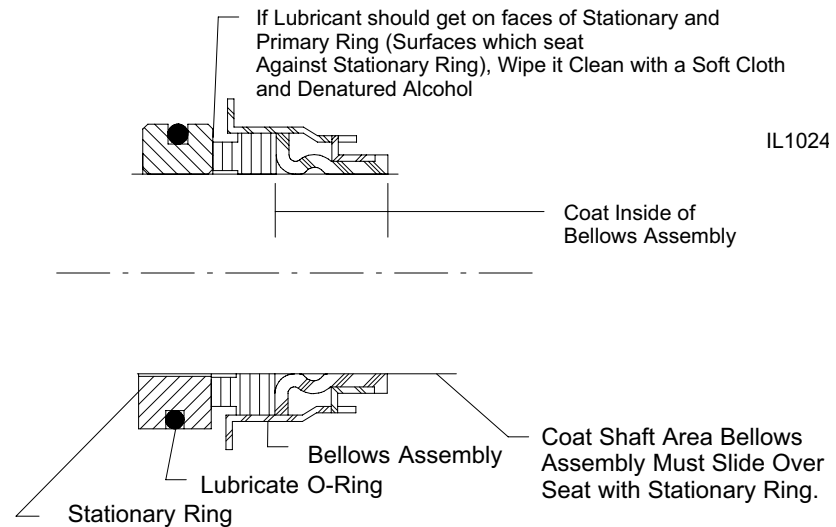 If Lubricant should get on faces of Stationary and
Primary Ring (Surfaces which seat
Against Stationary Ring), Wipe it Clean with a Soft Cloth
and Denatured Alcohol
IL1024
Coat Inside of
Bellows Assembly
Coat Shaft Area Bellows
Assembly Must Slide Over
Seat with Stationary Ring.
Bellows Assembly
Lubricate O-Ring
Stationary Ring